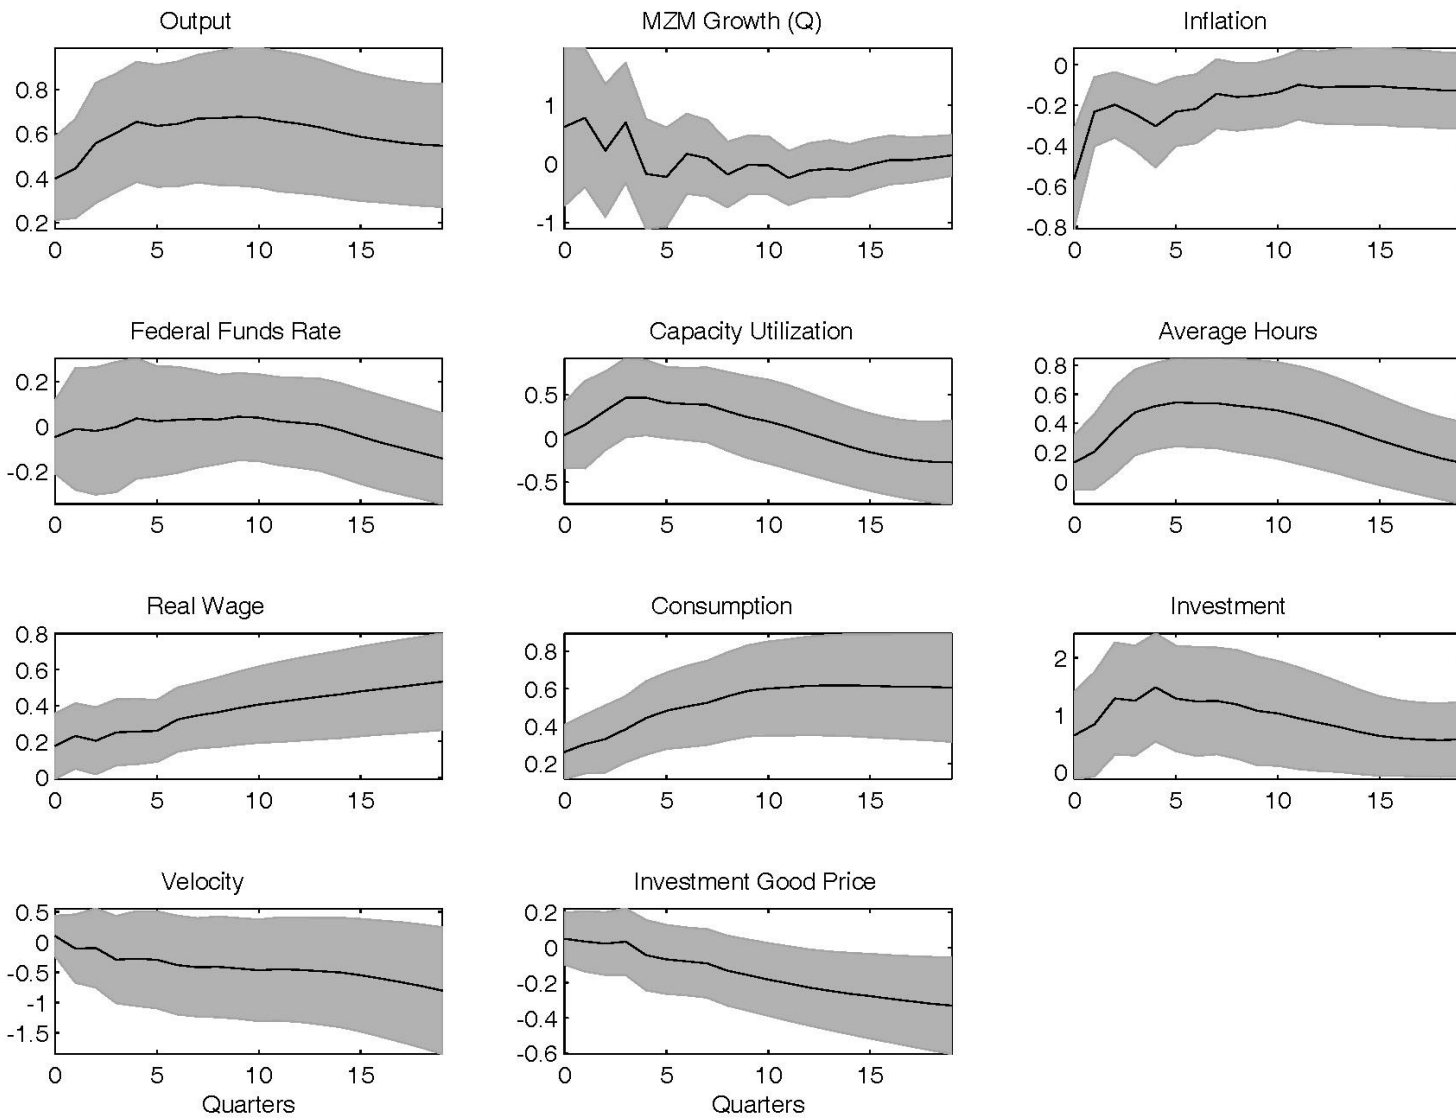 Output
MZM Growth (Q)
Inflation
0.8
0.6
0.4
0.2
0 5 10 15
1
0
-1
0 5 10 15
0
-0.2
-0.4
-0.6
-0.8
0 5 10 15
Federal Funds Rate
Capacity Utilization
Average Hours
0.2
0
-0.2
0 5 10 15
0.5
0
-0.5
0 5 10 15
0.8
0.6
0.4
0.2
0
0 5 10 15
Real Wage
Consumption
Investment
0.8
0.6
0.4
0.2
0
0 5 10 15
0.8
0.6
0.4
0.2
0 5 10 15
2
1
0
0 5 10 15
Velocity
Investment Good Price
0.5
0
-0.5
-1
-1.5
0 5 10 15
Quarters
0.2
0
-0.2
-0.4
-0.6
0 5 10 15
Quarters